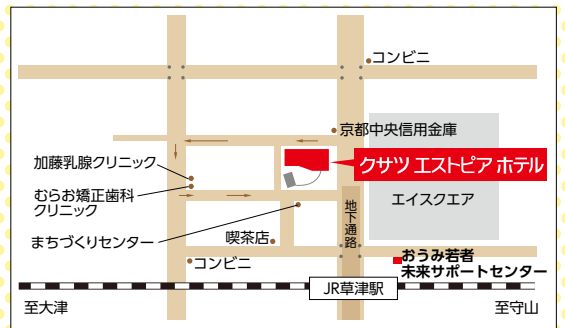 コンビニ
京都中央信用金庫
加藤乳腺クリニック
クサツ エストピア ホテル
むらお矯正歯科
クリニック
エイスクエア
地下通路
まちづくりセンター
喫茶店
コンビニ
おうみ若者
未来サポートセンター
JR草津駅
至大津
至守山